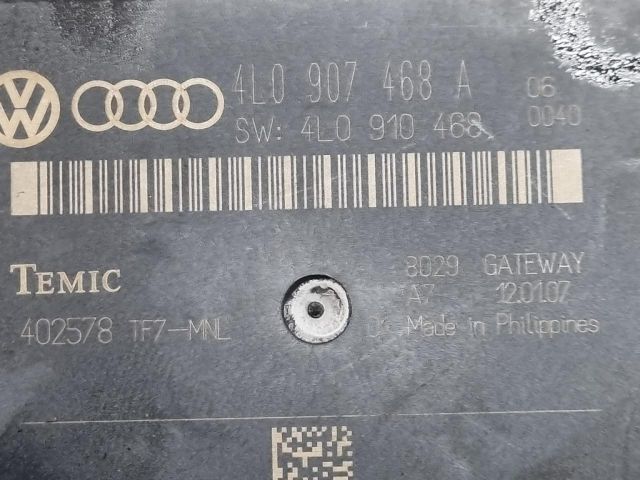 4L0 907 468 A 06
SW: 4L0 910 468 0040
TEMIC
8029 GATEWAY
A7 12.01.07
402578 TF7-MNL
Made in Philippines